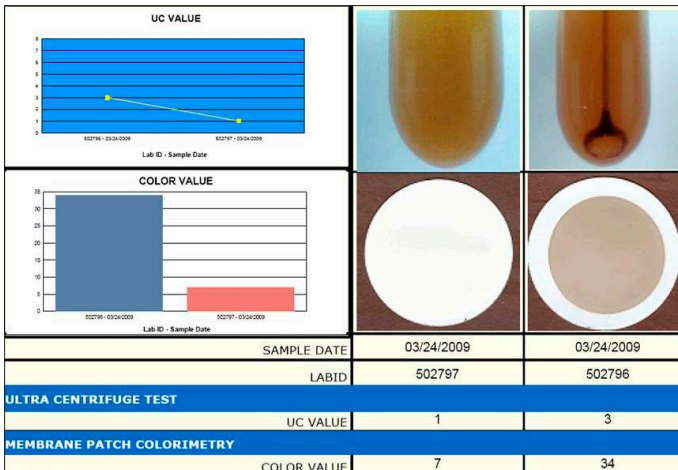 UC VALUE
8
7
6
5
4
3
2
1
0
502796 - 03/24/2009 502797 - 03/24/2009
Lab ID - Sample Date
COLOR VALUE
35
30
25
20
15
10
5
0
502796 - 03/24/2009 502797 - 03/24/2009
Lab ID - Sample Date
SAMPLE DATE 03/24/2009 03/24/2009
LABID 502797 502796
ULTRA CENTRIFUGE TEST
UC VALUE 1 3
MEMBRANE PATCH COLORIMETRY
COLOR VALUE 7 34